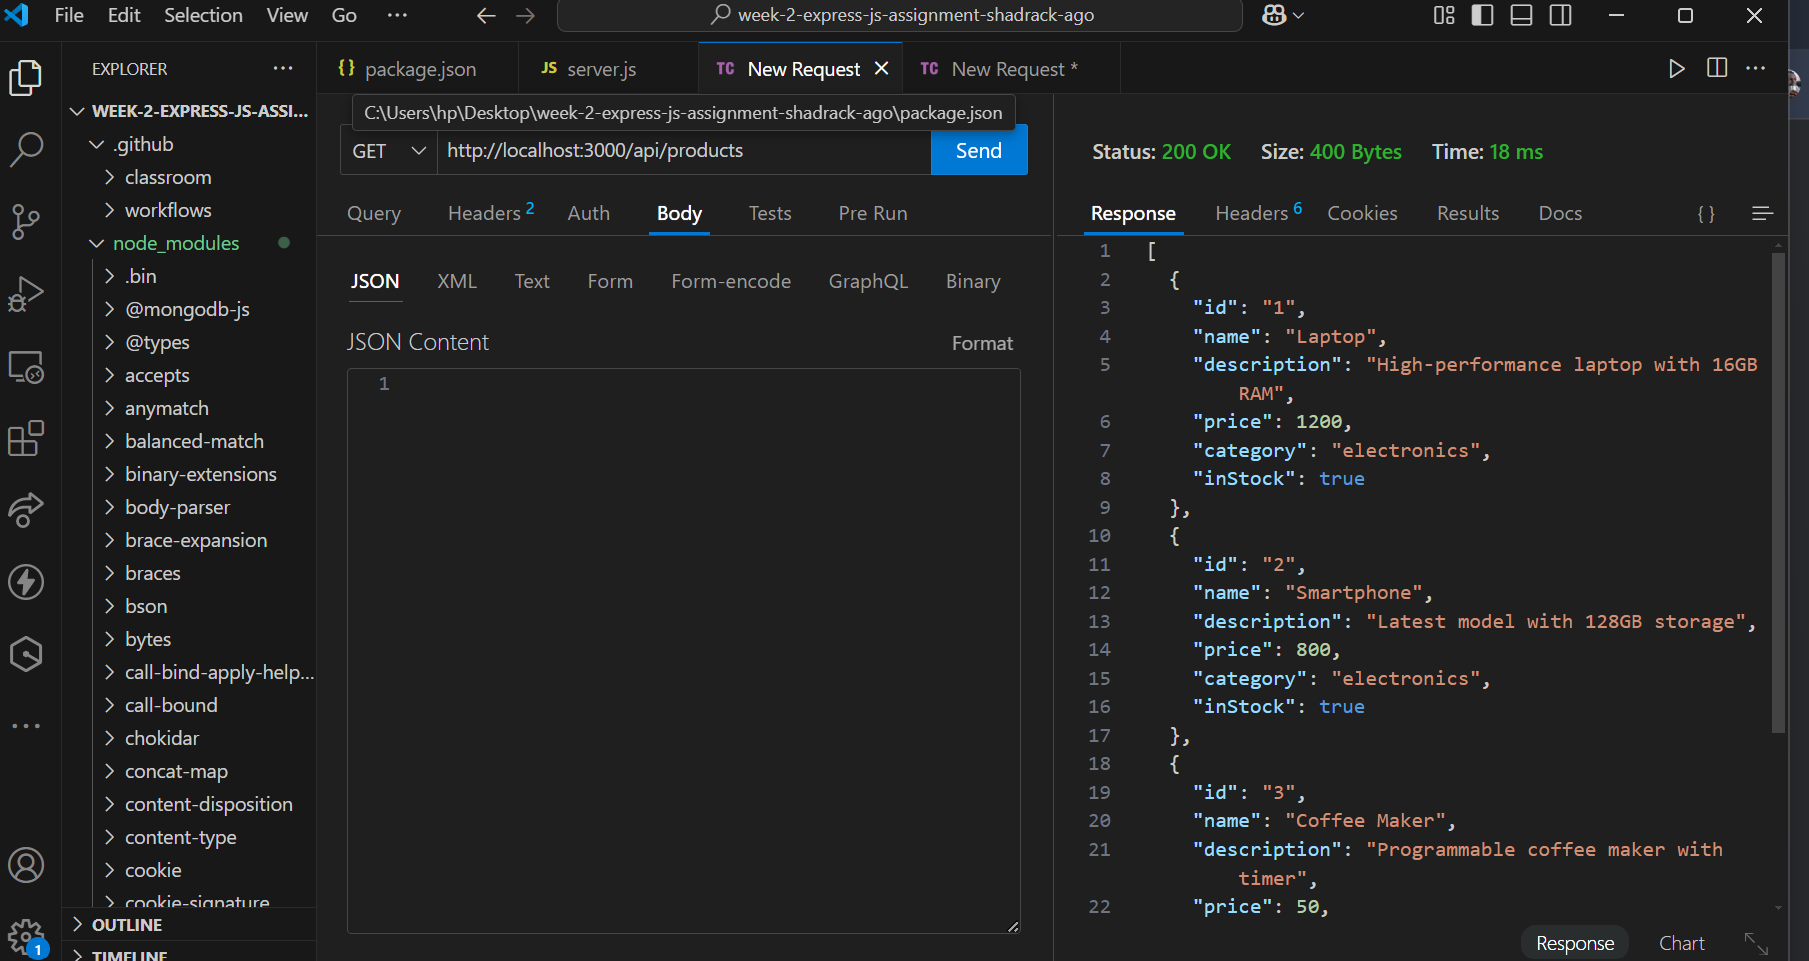 File Edit Selection View Go ··· week-2-express-js-assignment-shadrack-ago
EXPLORER ···
WEEK-2-EXPRESS-JS-ASSI...
.github
classroom
workflows
node_modules
.bin
@mongodb-js
@types
accepts
anymatch
balanced-match
binary-extensions
body-parser
brace-expansion
braces
bson
bytes
call-bind-apply-help...
call-bound
chokidar
concat-map
content-disposition
content-type
cookie
cookie-signature
OUTLINE
TIMELINE
1
{} package.json JS server.js TC New Request TC New Request *
C:\Users\hp\Desktop\week-2-express-js-assignment-shadrack-ago\package.json
GET http://localhost:3000/api/products Send
Query Headers 2 Auth Body Tests Pre Run
JSON XML Text Form Form-encode GraphQL Binary
JSON Content Format
1
Status: 200 OK Size: 400 Bytes Time: 18 ms
Response Headers 6 Cookies Results Docs { }
1 [
2 {
3 "id": "1",
4 "name": "Laptop",
5 "description": "High-performance laptop with 16GB
RAM",
6 "price": 1200,
7 "category": "electronics",
8 "inStock": true
9 },
10 {
11 "id": "2",
12 "name": "Smartphone",
13 "description": "Latest model with 128GB storage",
14 "price": 800,
15 "category": "electronics",
16 "inStock": true
17 },
18 {
19 "id": "3",
20 "name": "Coffee Maker",
21 "description": "Programmable coffee maker with
timer",
22 "price": 50,
Response Chart